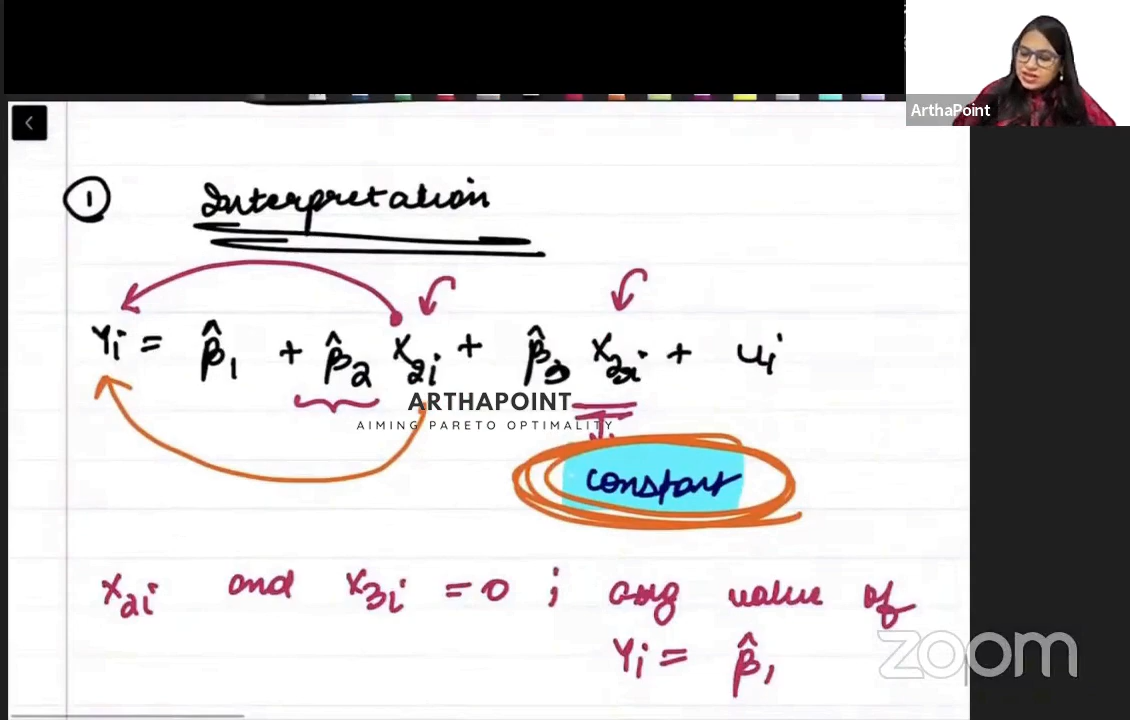 ArthaPoint
1 Interpretation
Yi = β̂1 + β̂2 X2i + β̂3 X3i + ui
ARTHAPOINT
AIMING PARETO OPTIMALITY
constant
X2i and X3i = 0 ; avg value of
Yi = β̂1
zoom